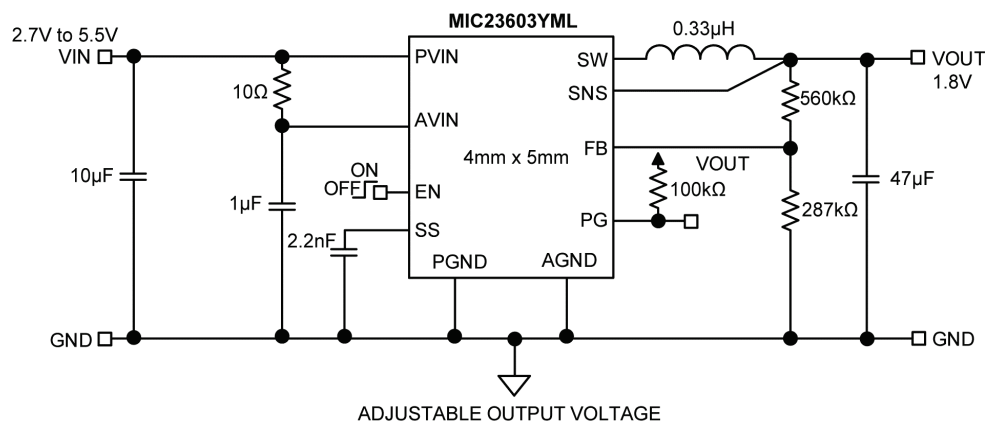 MIC23603YML
2.7V to 5.5V
VIN
PVIN
SW
0.33µH
VOUT
1.8V
10Ω
SNS
560kΩ
AVIN
FB
4mm x 5mm
VOUT
10µF
ON
OFF
EN
100kΩ
47µF
1µF
PG
287kΩ
2.2nF
SS
PGND
AGND
GND
GND
ADJUSTABLE OUTPUT VOLTAGE